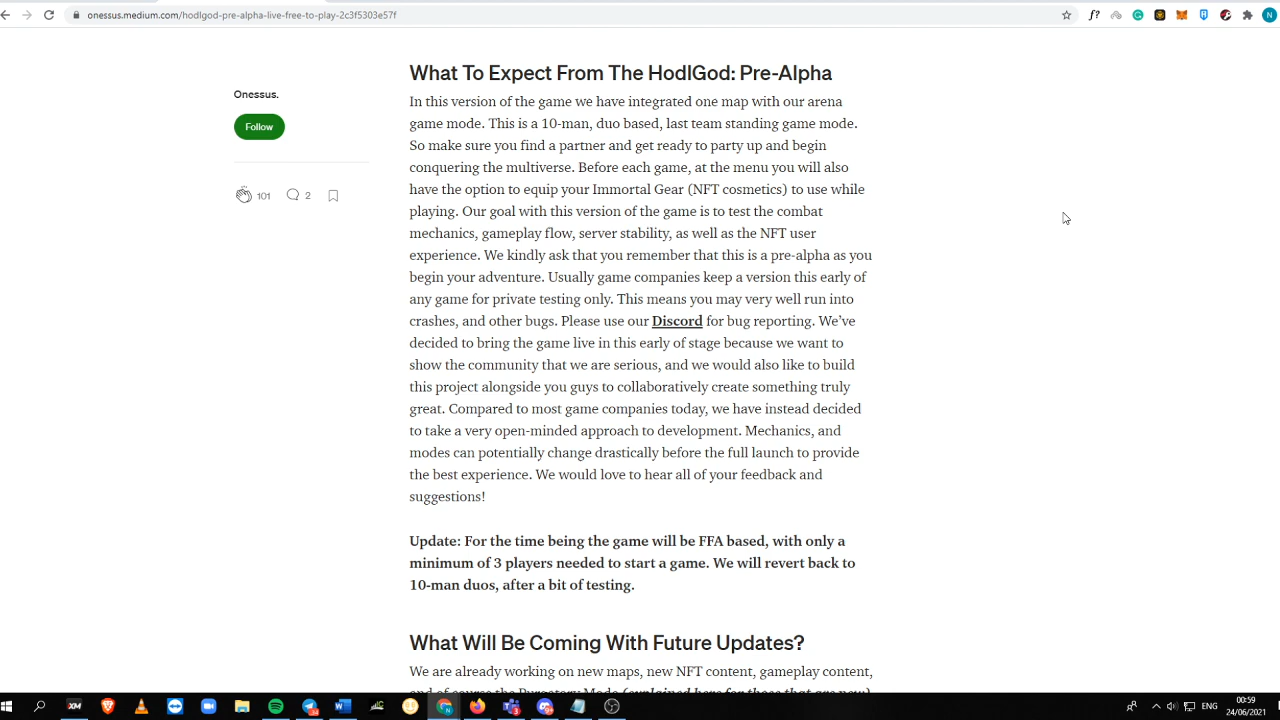 onessus.medium.com/hodlgod-pre-alpha-live-free-to-play-2c3f5303e57f
f?
N
Onessus.
Follow
101
2
What To Expect From The HodlGod: Pre-Alpha
In this version of the game we have integrated one map with our arena
game mode. This is a 10-man, duo based, last team standing game mode.
So make sure you find a partner and get ready to party up and begin
conquering the multiverse. Before each game, at the menu you will also
have the option to equip your Immortal Gear (NFT cosmetics) to use while
playing. Our goal with this version of the game is to test the combat
mechanics, gameplay flow, server stability, as well as the NFT user
experience. We kindly ask that you remember that this is a pre-alpha as you
begin your adventure. Usually game companies keep a version this early of
any game for private testing only. This means you may very well run into
crashes, and other bugs. Please use our Discord for bug reporting. We’ve
decided to bring the game live in this early of stage because we want to
show the community that we are serious, and we would also like to build
this project alongside you guys to collaboratively create something truly
great. Compared to most game companies today, we have instead decided
to take a very open-minded approach to development. Mechanics, and
modes can potentially change drastically before the full launch to provide
the best experience. We would love to hear all of your feedback and
suggestions!
Update: For the time being the game will be FFA based, with only a
minimum of 3 players needed to start a game. We will revert back to
10-man duos, after a bit of testing.
What Will Be Coming With Future Updates?
We are already working on new maps, new NFT content, gameplay content,
and of course the Purgatory Mode (explained here for those that are new)
XM
ENG
00:59
24/06/2021